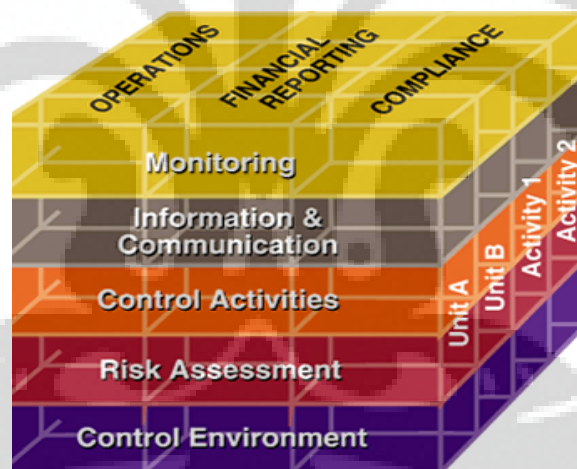 OPERATIONS
FINANCIAL
REPORTING
COMPLIANCE
Monitoring
Information &
Communication
Control Activities
Risk Assessment
Control Environment
Unit A
Unit B
Activity 1
Activity 2